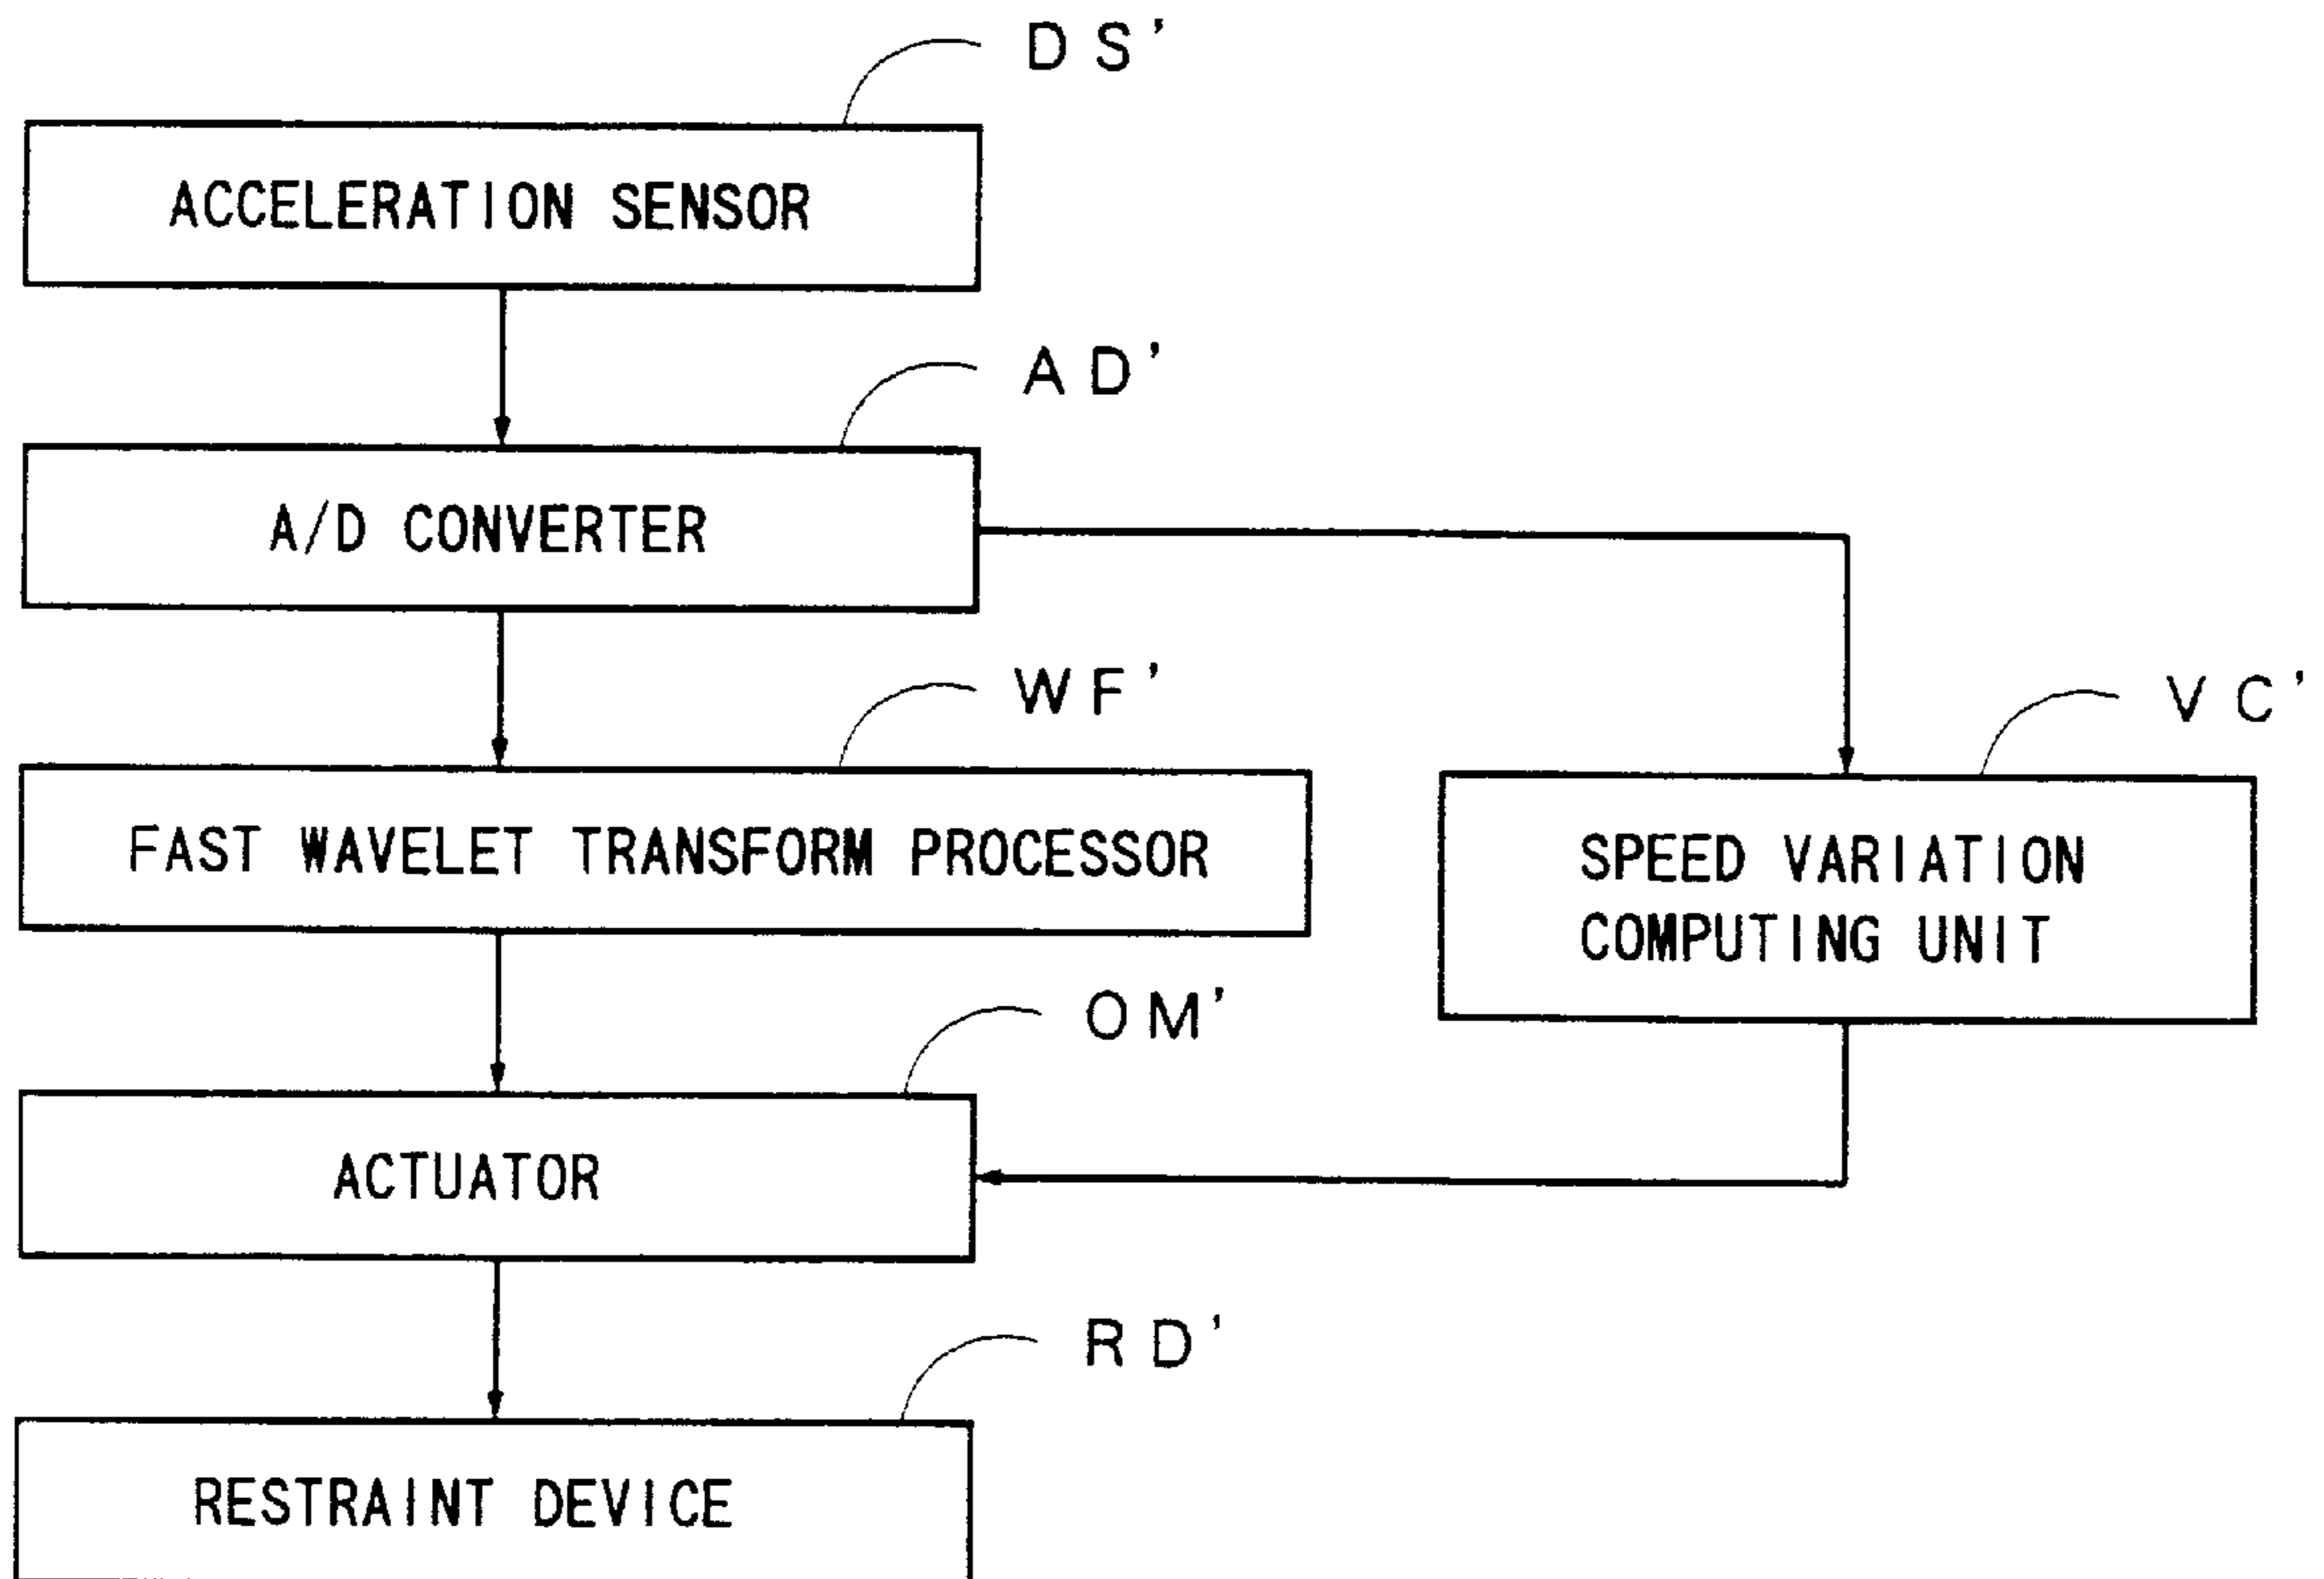 DS'
ACCELERATION SENSOR
AD'
A/D CONVERTER
WF'
VC'
FAST WAVELET TRANSFORM PROCESSOR
SPEED VARIATION
COMPUTING UNIT
OM'
ACTUATOR
RD'
RESTRAINT DEVICE